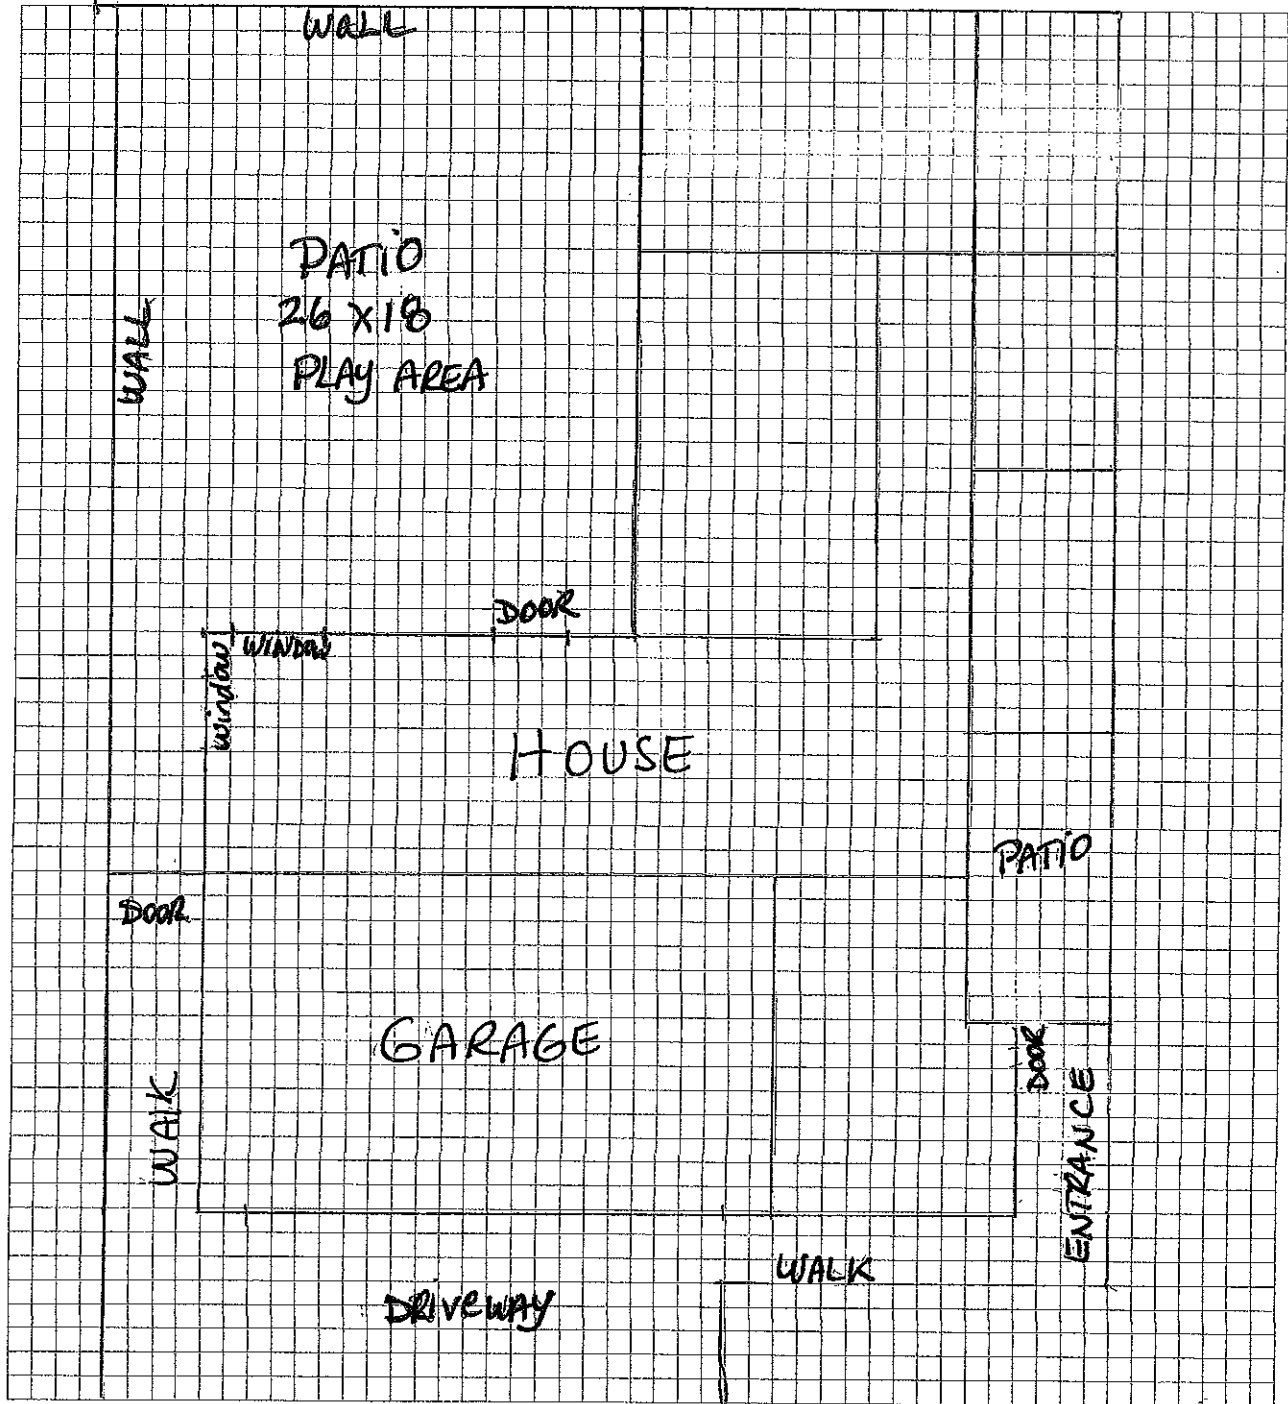 WALL
PATIO
26 X 18
PLAY AREA
WALL
DOOR
WINDOW
Window
HOUSE
PATIO
DOOR
GARAGE
DOOR
ENTRANCE
WALK
WALK
DRIVEWAY